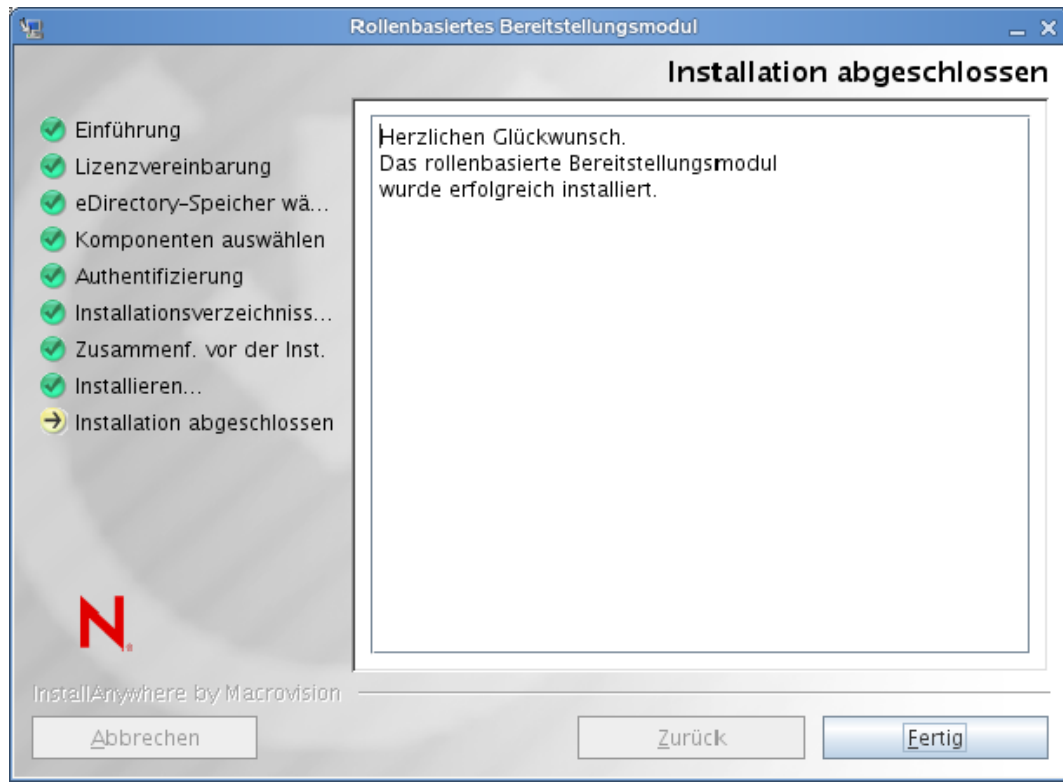 Rollenbasiertes Bereitstellungsmodul
Installation abgeschlossen
Einführung
Lizenzvereinbarung
eDirectory-Speicher wä...
Komponenten auswählen
Authentifizierung
Installationsverzeichniss...
Zusammenf. vor der Inst.
Installieren...
Installation abgeschlossen
Herzlichen Glückwunsch.
Das rollenbasierte Bereitstellungsmodul
wurde erfolgreich installiert.
N®
InstallAnywhere by Macrovision
Abbrechen
Zurück
Fertig